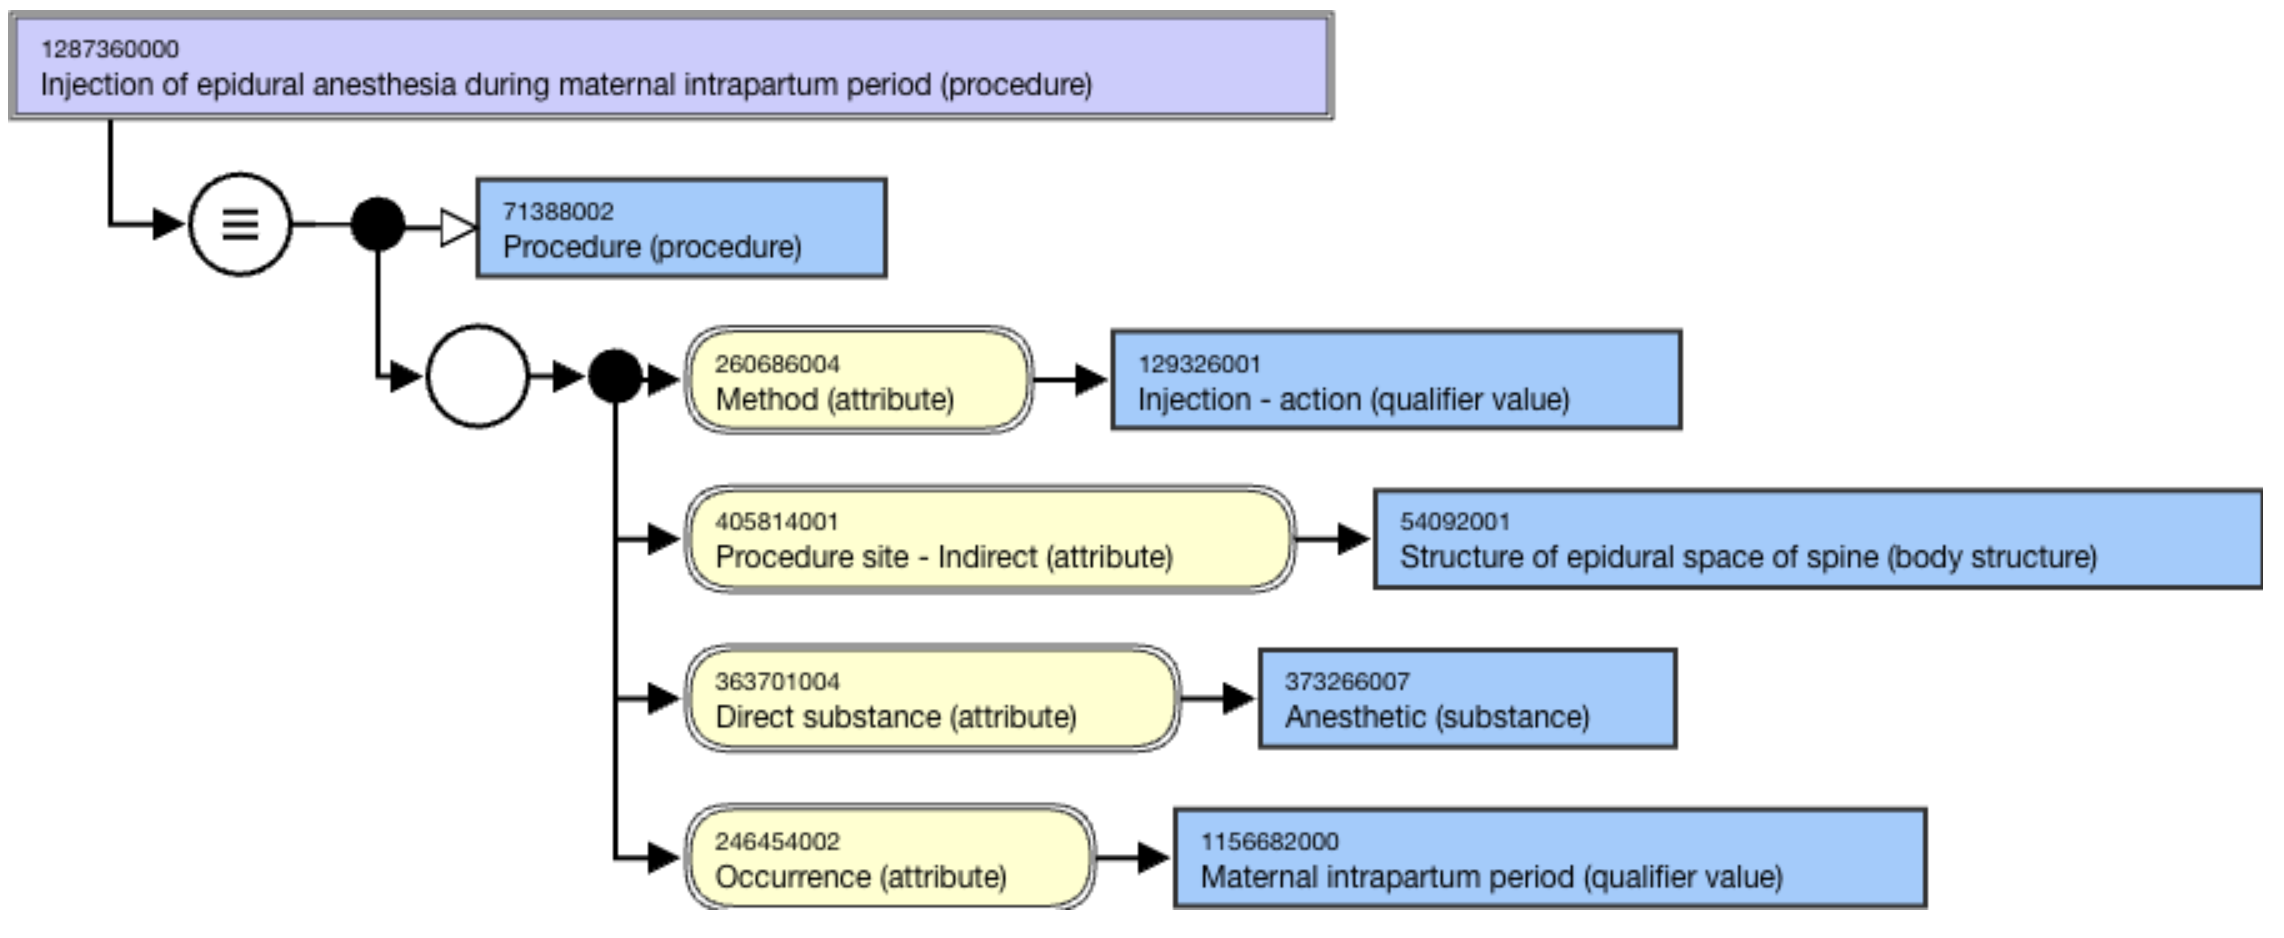 1287360000
Injection of epidural anesthesia during maternal intrapartum period (procedure)
71388002
Procedure (procedure)
260686004
Method (attribute)
129326001
Injection - action (qualifier value)
405814001
Procedure site - Indirect (attribute)
54092001
Structure of epidural space of spine (body structure)
363701004
Direct substance (attribute)
373266007
Anesthetic (substance)
246454002
Occurrence (attribute)
1156682000
Maternal intrapartum period (qualifier value)